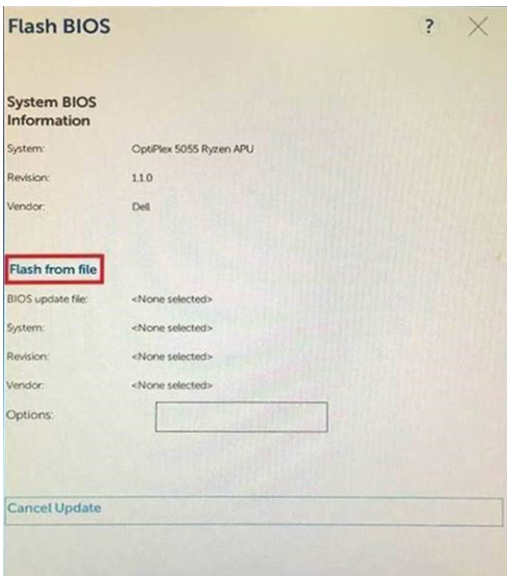 Flash BIOS
?
System BIOS
Information
System: OptiPlex 5055 Ryzen APU
Revision: 1.1.0
Vendor: Dell
Flash from file
BIOS update file: <None selected>
System: <None selected>
Revision: <None selected>
Vendor: <None selected>
Options:
Cancel Update